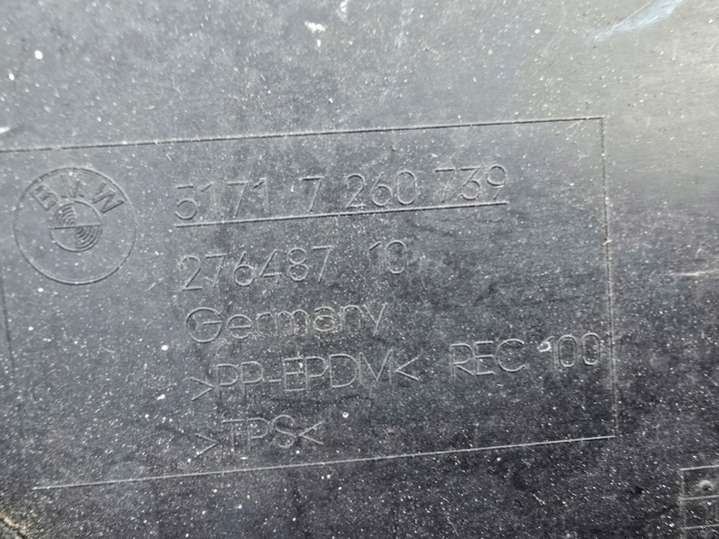 BMW
5171 7 260 739
276487 10
Germany
>PP-EPDM< REC 100
>TPS<